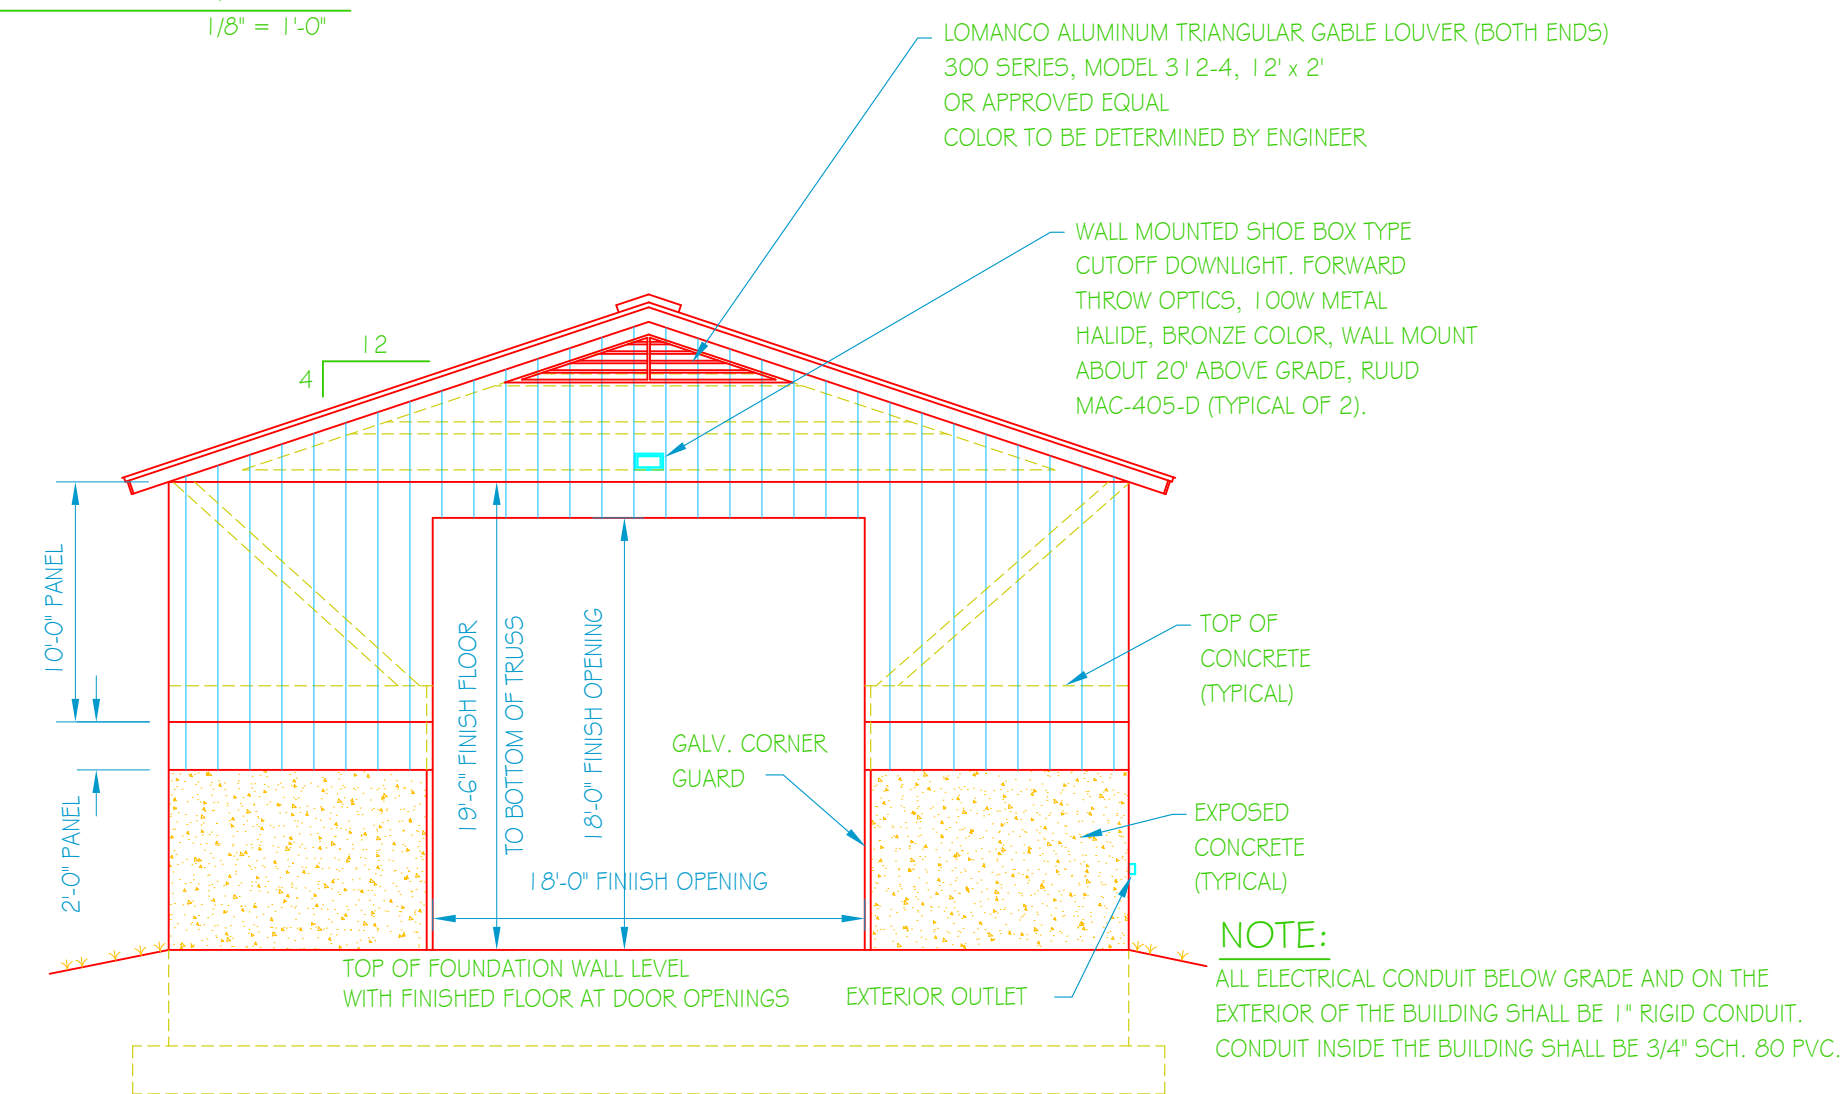 1/8" = 1'-0"
LOMANCO ALUMINUM TRIANGULAR GABLE LOUVER (BOTH ENDS)
300 SERIES, MODEL 312-4, 12' x 2'
OR APPROVED EQUAL
COLOR TO BE DETERMINED BY ENGINEER
WALL MOUNTED SHOE BOX TYPE
CUTOFF DOWNLIGHT. FORWARD
THROW OPTICS, 100W METAL
HALIDE, BRONZE COLOR, WALL MOUNT
ABOUT 20' ABOVE GRADE, RUUD
MAC-405-D (TYPICAL OF 2).
12
4
10'-0" PANEL
2'-0" PANEL
19'-6" FINISH FLOOR
TO BOTTOM OF TRUSS
18'-0" FINISH OPENING
18'-0" FINIISH OPENING
GALV. CORNER
GUARD
TOP OF
CONCRETE
(TYPICAL)
EXPOSED
CONCRETE
(TYPICAL)
TOP OF FOUNDATION WALL LEVEL
WITH FINISHED FLOOR AT DOOR OPENINGS
EXTERIOR OUTLET
NOTE:
ALL ELECTRICAL CONDUIT BELOW GRADE AND ON THE
EXTERIOR OF THE BUILDING SHALL BE 1" RIGID CONDUIT.
CONDUIT INSIDE THE BUILDING SHALL BE 3/4" SCH. 80 PVC.